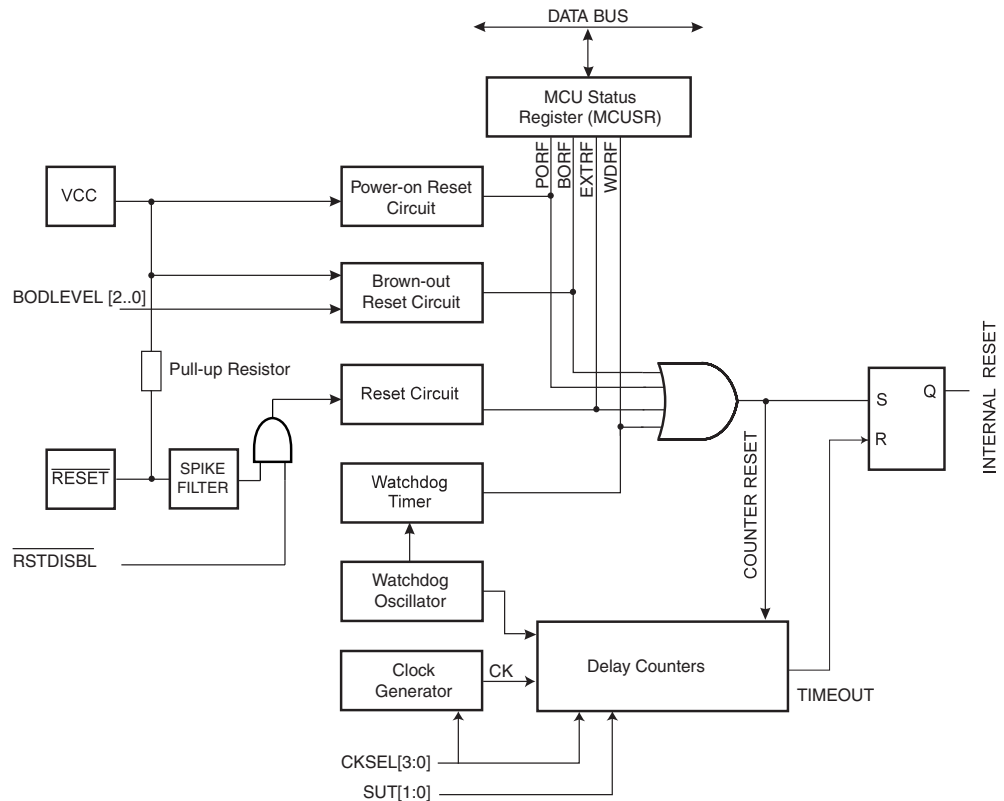 DATA BUS
MCU Status
Register (MCUSR)
PORF
BORF
EXTRF
WDRF
VCC
Power-on Reset
Circuit
Brown-out
Reset Circuit
BODLEVEL [2..0]
Pull-up Resistor
Reset Circuit
S
Q
R
INTERNAL RESET
RESET
SPIKE
FILTER
Watchdog
Timer
COUNTER RESET
RSTDISBL
Watchdog
Oscillator
Clock
Generator
CK
Delay Counters
TIMEOUT
CKSEL[3:0]
SUT[1:0]